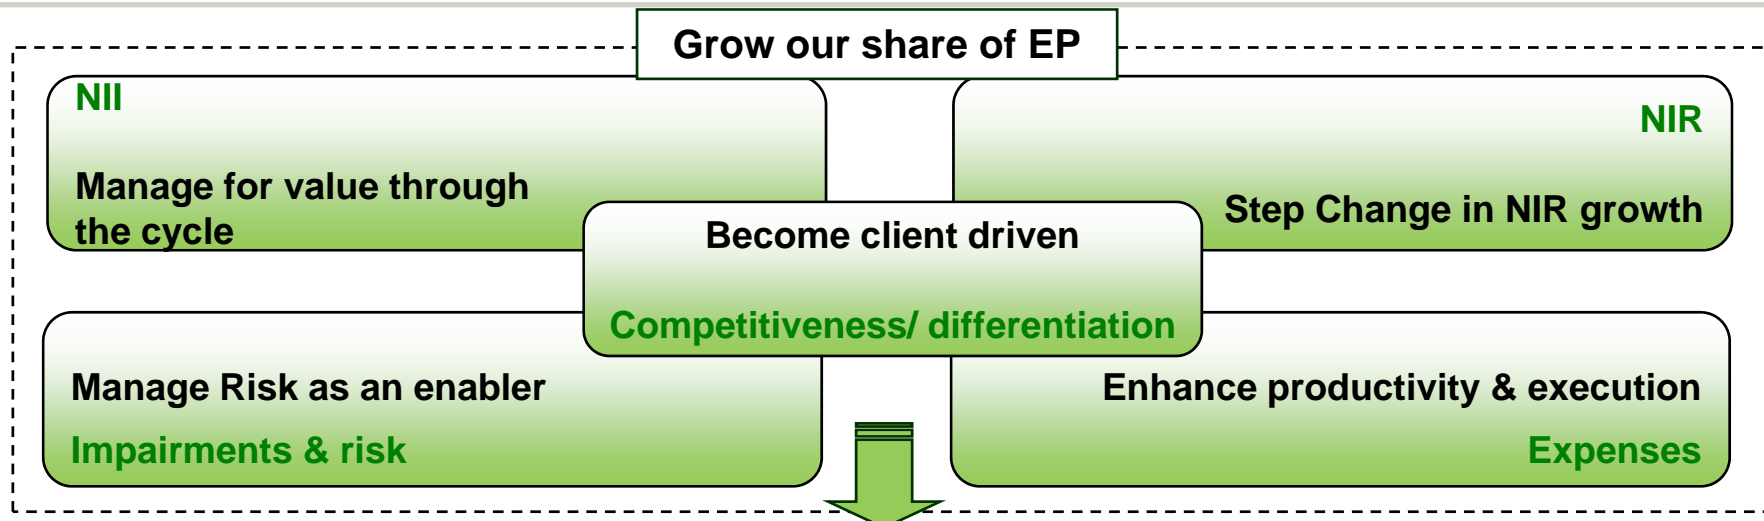 Grow our share of EP
NII
Manage for value through
the cycle
NIR
Step Change in NIR growth
Become client driven
Competitiveness/ differentiation
Manage Risk as an enabler
Impairments & risk
Enhance productivity & execution
Expenses